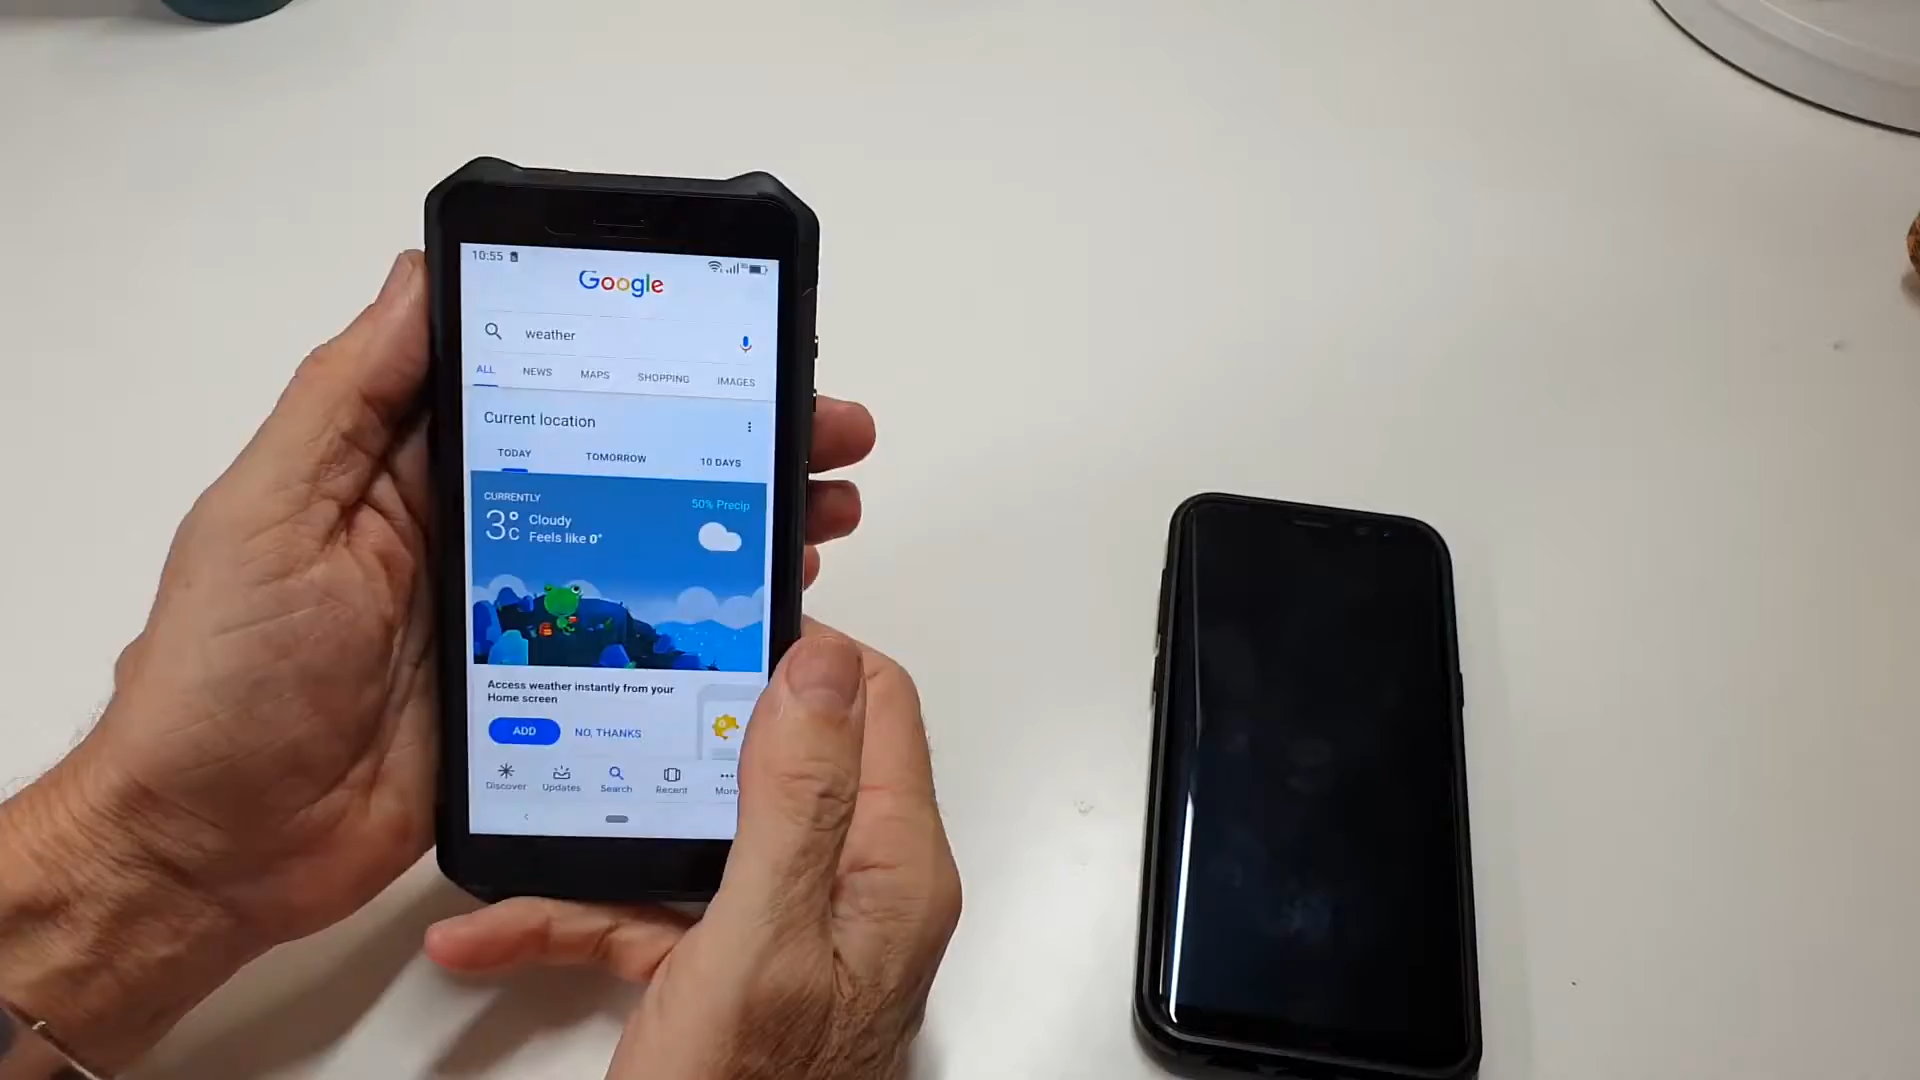 10:55
Google
weather
ALL NEWS MAPS SHOPPING IMAGES
Current location
TODAY TOMORROW 10 DAYS
CURRENTLY
50% Precip
3°C
Cloudy
Feels like 0°
Access weather instantly from your
Home screen
ADD NO, THANKS
Discover Updates Search Recent More